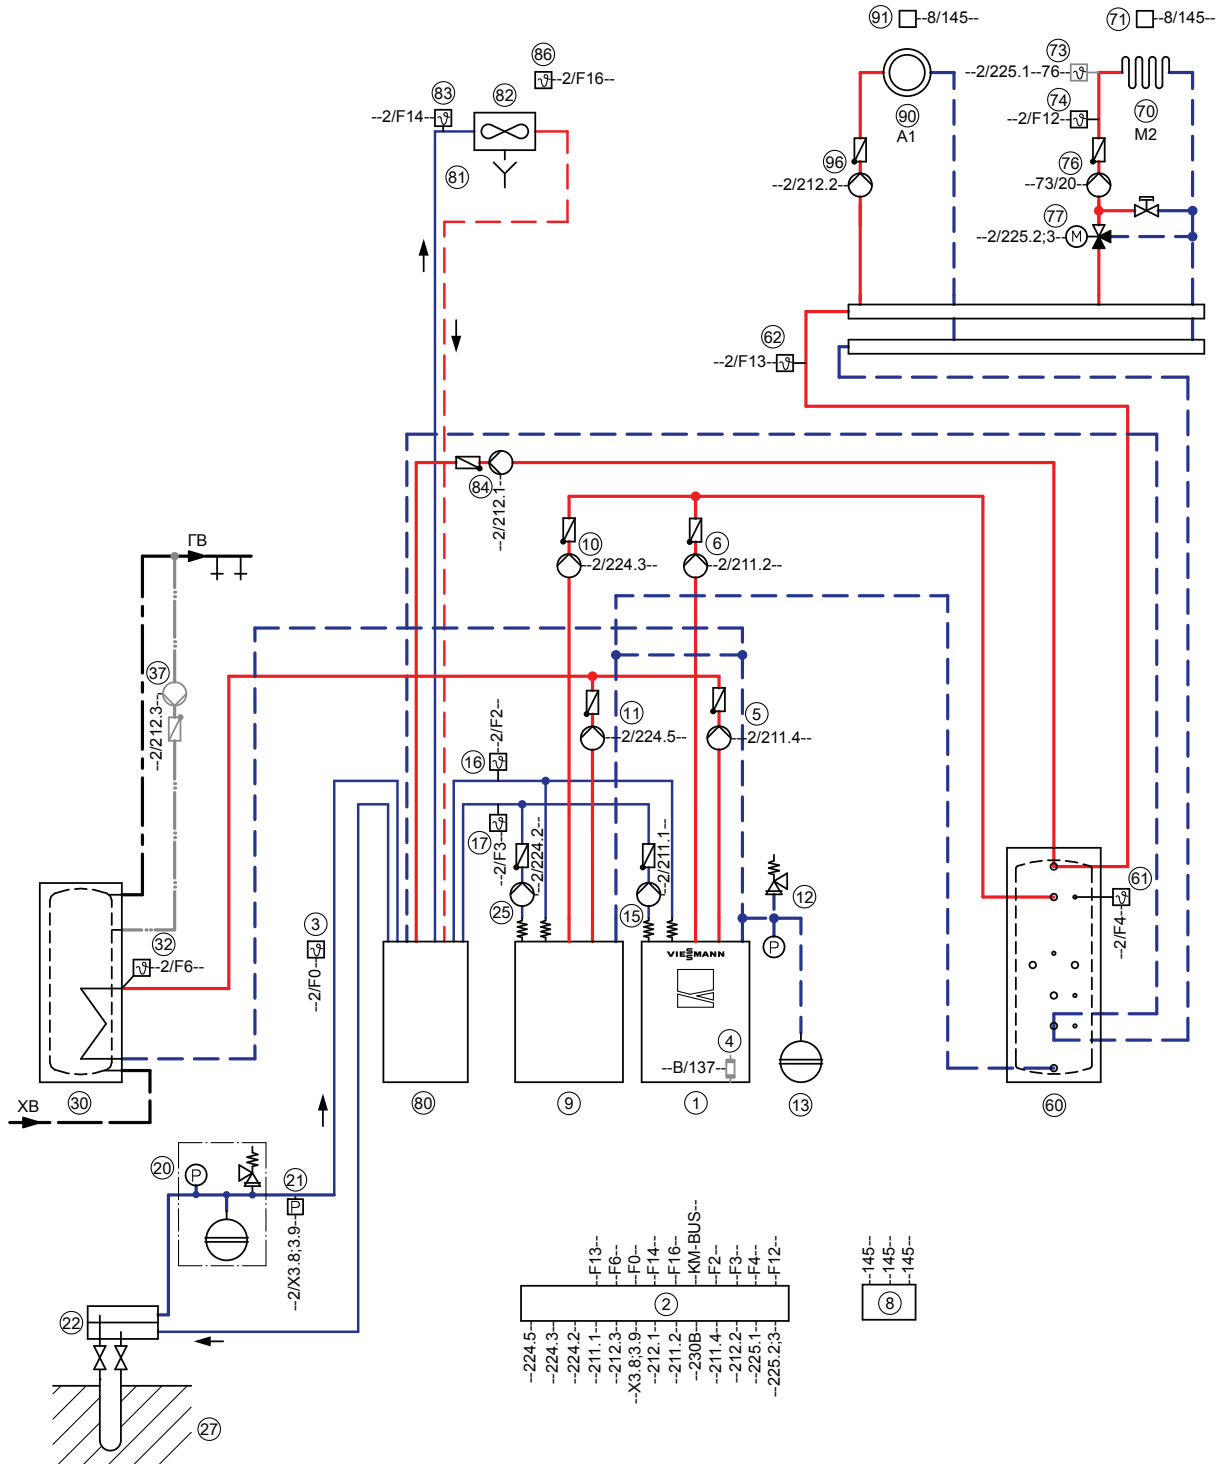 91 --8/145--
71 --8/145--
86
--2/F16--
73
--2/225.1--76--
83
82
--2/F14--
74
--2/F12--
90
A1
70
M2
96
--2/212.2--
76
--73/20--
81
77
--2/225.2;3--
M
62
--2/F13--
84
--2/212.1--
ГВ
10
--2/224.3--
6
--2/211.2--
37
--2/212.3--
11
--2/224.5--
5
--2/211.4--
16
--2/F2--
17
--2/F3--
--2/224.2--
--2/211.1--
25
15
12
61
--2/F4--
3
--2/F0--
32
--2/F6--
P
VIESSMANN
4
--B/137--
ХВ
30
80
9
1
13
60
20
P
21
P
--2/X3.8;3.9--
22
27
--F13--
--F6--
--F0--
--F14--
--F16--
--KM-BUS--
--F2--
--F3--
--F4--
--F12--
2
--224.5--
--224.3--
--224.2--
--211.1--
--212.3--
--X3.8;3.9--
--212.1--
--211.2--
--230B--
--211.4--
--212.2--
--225.1--
--225.2;3--
--145--
--145--
--145--
8